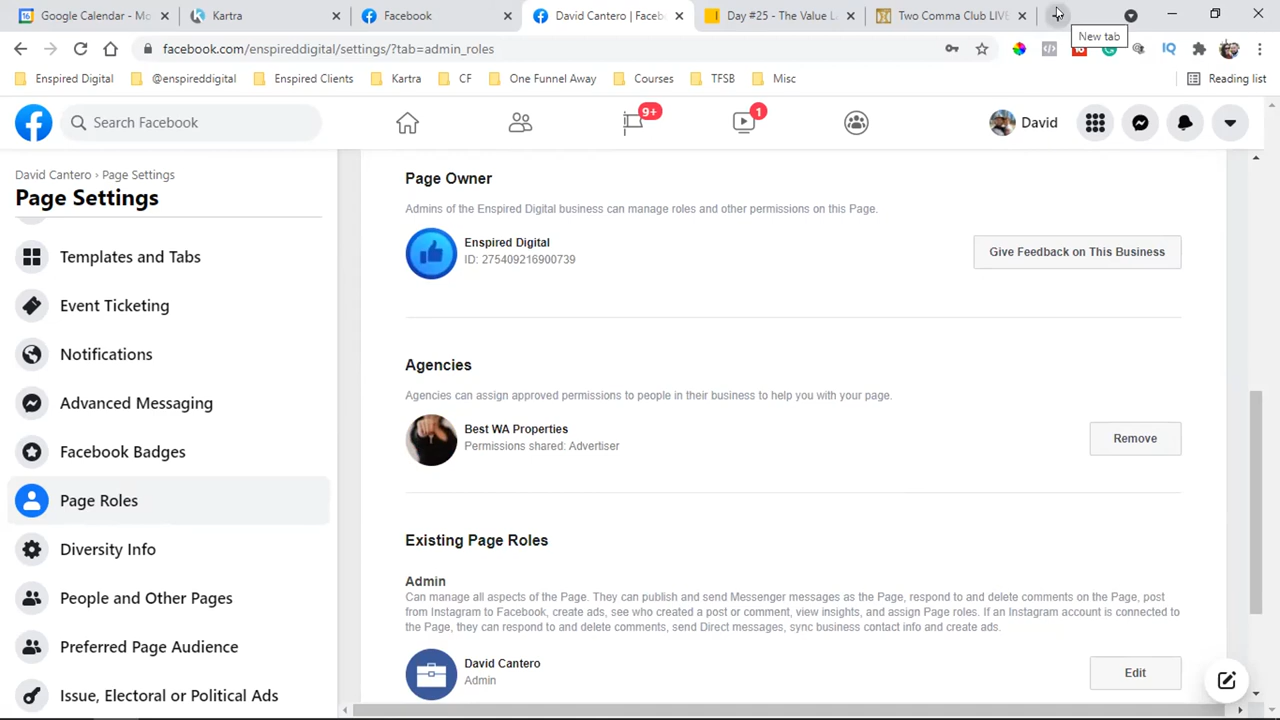 Google Calendar - Mo
Kartra
Facebook
David Cantero | Faceb
Day #25 - The Value L
Two Comma Club LIVE
New tab
facebook.com/enspireddigital/settings/?tab=admin_roles
Enspired Digital
@enspireddigital
Enspired Clients
Kartra
CF
One Funnel Away
Courses
TFSB
Misc
Reading list
Search Facebook
9+
1
David
David Cantero › Page Settings
Page Settings
Templates and Tabs
Event Ticketing
Notifications
Advanced Messaging
Facebook Badges
Page Roles
Diversity Info
People and Other Pages
Preferred Page Audience
Issue, Electoral or Political Ads
Page Owner
Admins of the Enspired Digital business can manage roles and other permissions on this Page.
Enspired Digital
ID: 275409216900739
Give Feedback on This Business
Agencies
Agencies can assign approved permissions to people in their business to help you with your page.
Best WA Properties
Permissions shared: Advertiser
Remove
Existing Page Roles
Admin
Can manage all aspects of the Page. They can publish and send Messenger messages as the Page, respond to and delete comments on the Page, post
from Instagram to Facebook, create ads, see who created a post or comment, view insights, and assign Page roles. If an Instagram account is connected to
the Page, they can respond to and delete comments, send Direct messages, sync business contact info and create ads.
David Cantero
Admin
Edit